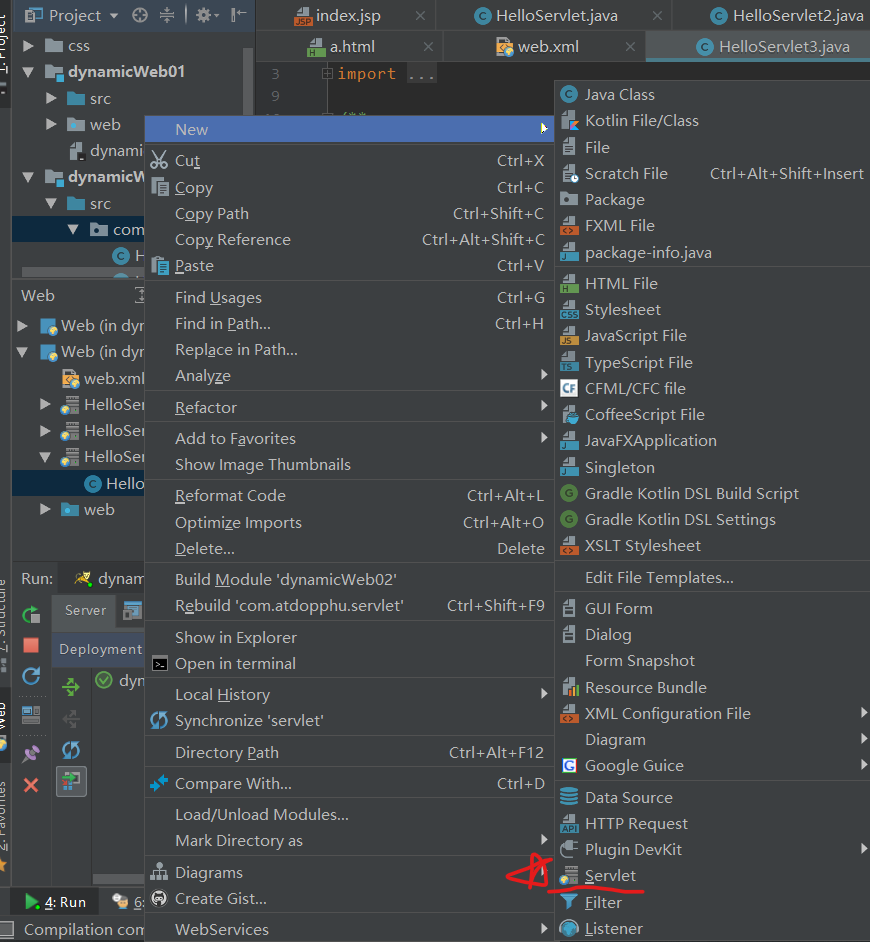 Project
index.jsp
HelloServlet.java
HelloServlet2.java
a.html
web.xml
HelloServlet3.java
1: Project
css
dynamicWeb01
src
web
dynami
dynamicW
src
com
H
3
import ...
9
/**
Web
Web (in dyn
Web (in dyn
web.xml
HelloSer
HelloSer
HelloSer
Hello
web
Run:
dynam
Server
Deployment
dyn
7: Structure
Web
2: Favorites
4: Run
6:
Compilation com
New
Cut Ctrl+X
Copy Ctrl+C
Copy Path Ctrl+Shift+C
Copy Reference Ctrl+Alt+Shift+C
Paste Ctrl+V
Find Usages Ctrl+G
Find in Path... Ctrl+H
Replace in Path...
Analyze
Refactor
Add to Favorites
Show Image Thumbnails
Reformat Code Ctrl+Alt+L
Optimize Imports Ctrl+Alt+O
Delete... Delete
Build Module 'dynamicWeb02'
Rebuild 'com.atdopphu.servlet' Ctrl+Shift+F9
Show in Explorer
Open in terminal
Local History
Synchronize 'servlet'
Directory Path Ctrl+Alt+F12
Compare With... Ctrl+D
Load/Unload Modules...
Mark Directory as
Diagrams
Create Gist...
WebServices
Java Class
Kotlin File/Class
File
Scratch File Ctrl+Alt+Shift+Insert
Package
FXML File
package-info.java
HTML File
Stylesheet
JavaScript File
TypeScript File
CFML/CFC file
CoffeeScript File
JavaFXApplication
Singleton
Gradle Kotlin DSL Build Script
Gradle Kotlin DSL Settings
XSLT Stylesheet
Edit File Templates...
GUI Form
Dialog
Form Snapshot
Resource Bundle
XML Configuration File
Diagram
Google Guice
Data Source
HTTP Request
Plugin DevKit
Servlet
Filter
Listener